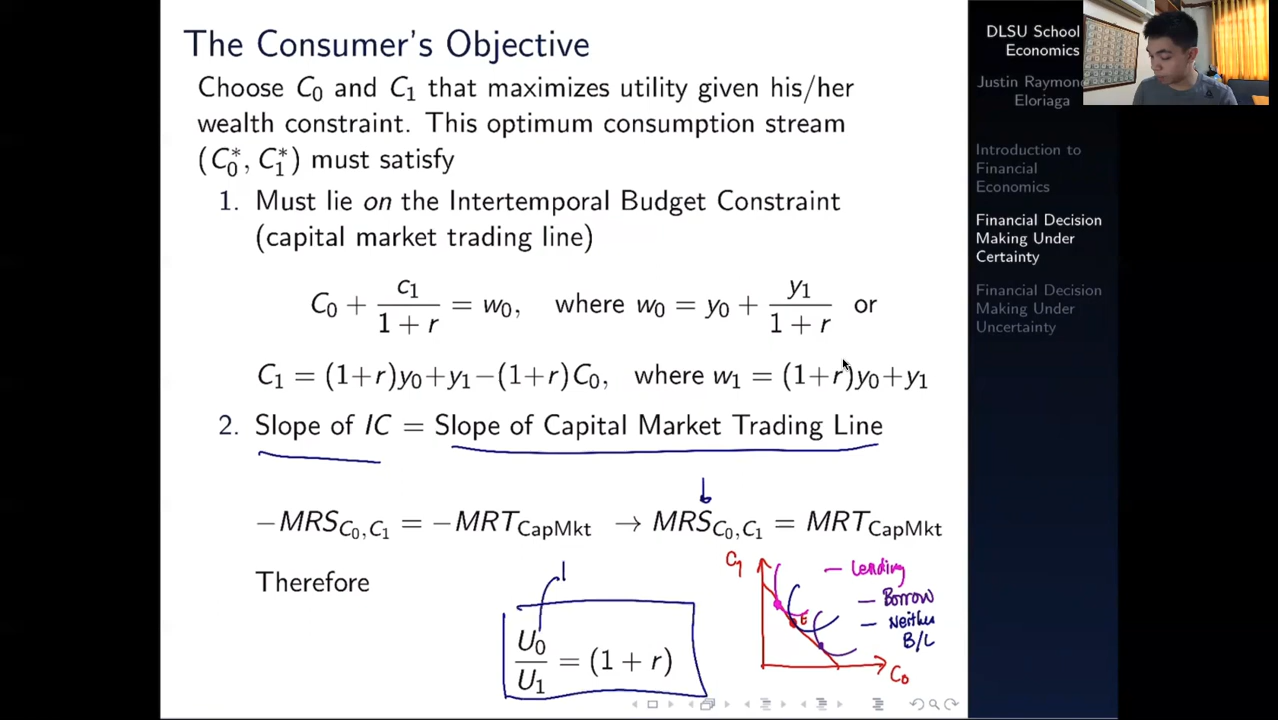 The Consumer's Objective
Choose C₀ and C₁ that maximizes utility given his/her
wealth constraint. This optimum consumption stream
(C₀*, C₁*) must satisfy
1. Must lie on the Intertemporal Budget Constraint
(capital market trading line)
C₀ + c₁/(1 + r) = w₀, where w₀ = y₀ + y₁/(1 + r) or
C₁ = (1+r)y₀+y₁−(1+r)C₀, where w₁ = (1+r)y₀+y₁
2. Slope of IC = Slope of Capital Market Trading Line
−MRS_C₀,C₁ = −MRT_CapMkt → MRS_C₀,C₁ = MRT_CapMkt
Therefore
U₀/U₁ = (1 + r)
C₁
E
C₀
– Lending
– Borrow
– Neither
B/L
DLSU School
Economics
Justin Raymon
Eloriaga
Introduction to
Financial
Economics
Financial Decision
Making Under
Certainty
Financial Decision
Making Under
Uncertainty